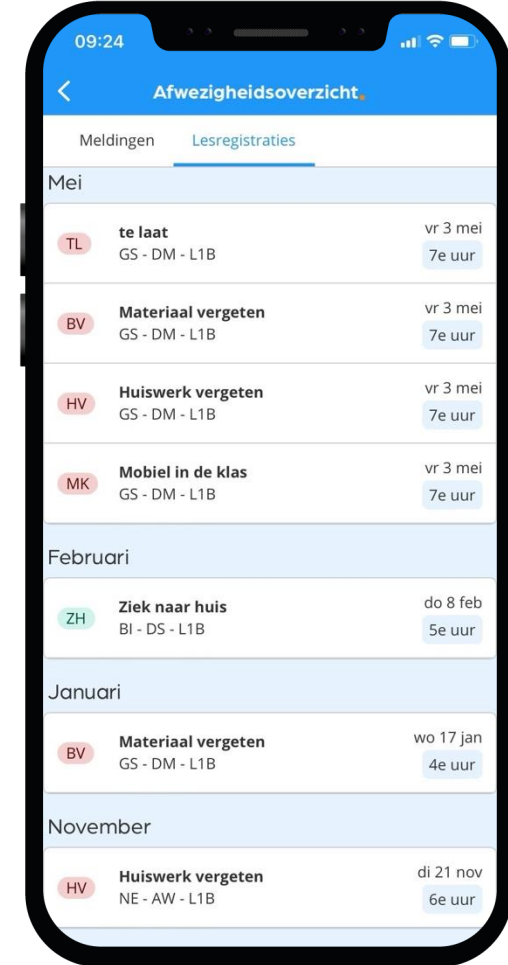 09:24
Afwezigheidsoverzicht.
Meldingen Lesregistraties
Mei
TL te laat vr 3 mei
GS - DM - L1B 7e uur
BV Materiaal vergeten vr 3 mei
GS - DM - L1B 7e uur
HV Huiswerk vergeten vr 3 mei
GS - DM - L1B 7e uur
MK Mobiel in de klas vr 3 mei
GS - DM - L1B 7e uur
Februari
ZH Ziek naar huis do 8 feb
BI - DS - L1B 5e uur
Januari
BV Materiaal vergeten wo 17 jan
GS - DM - L1B 4e uur
November
HV Huiswerk vergeten di 21 nov
NE - AW - L1B 6e uur